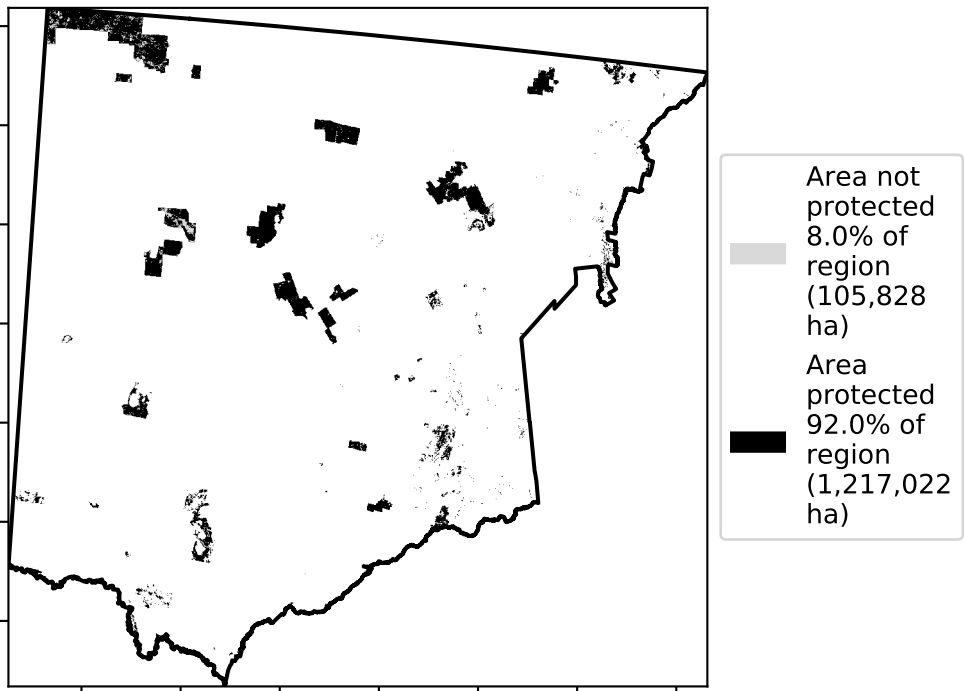 Area not
protected
8.0% of
region
(105,828
ha)
Area
protected
92.0% of
region
(1,217,022
ha)